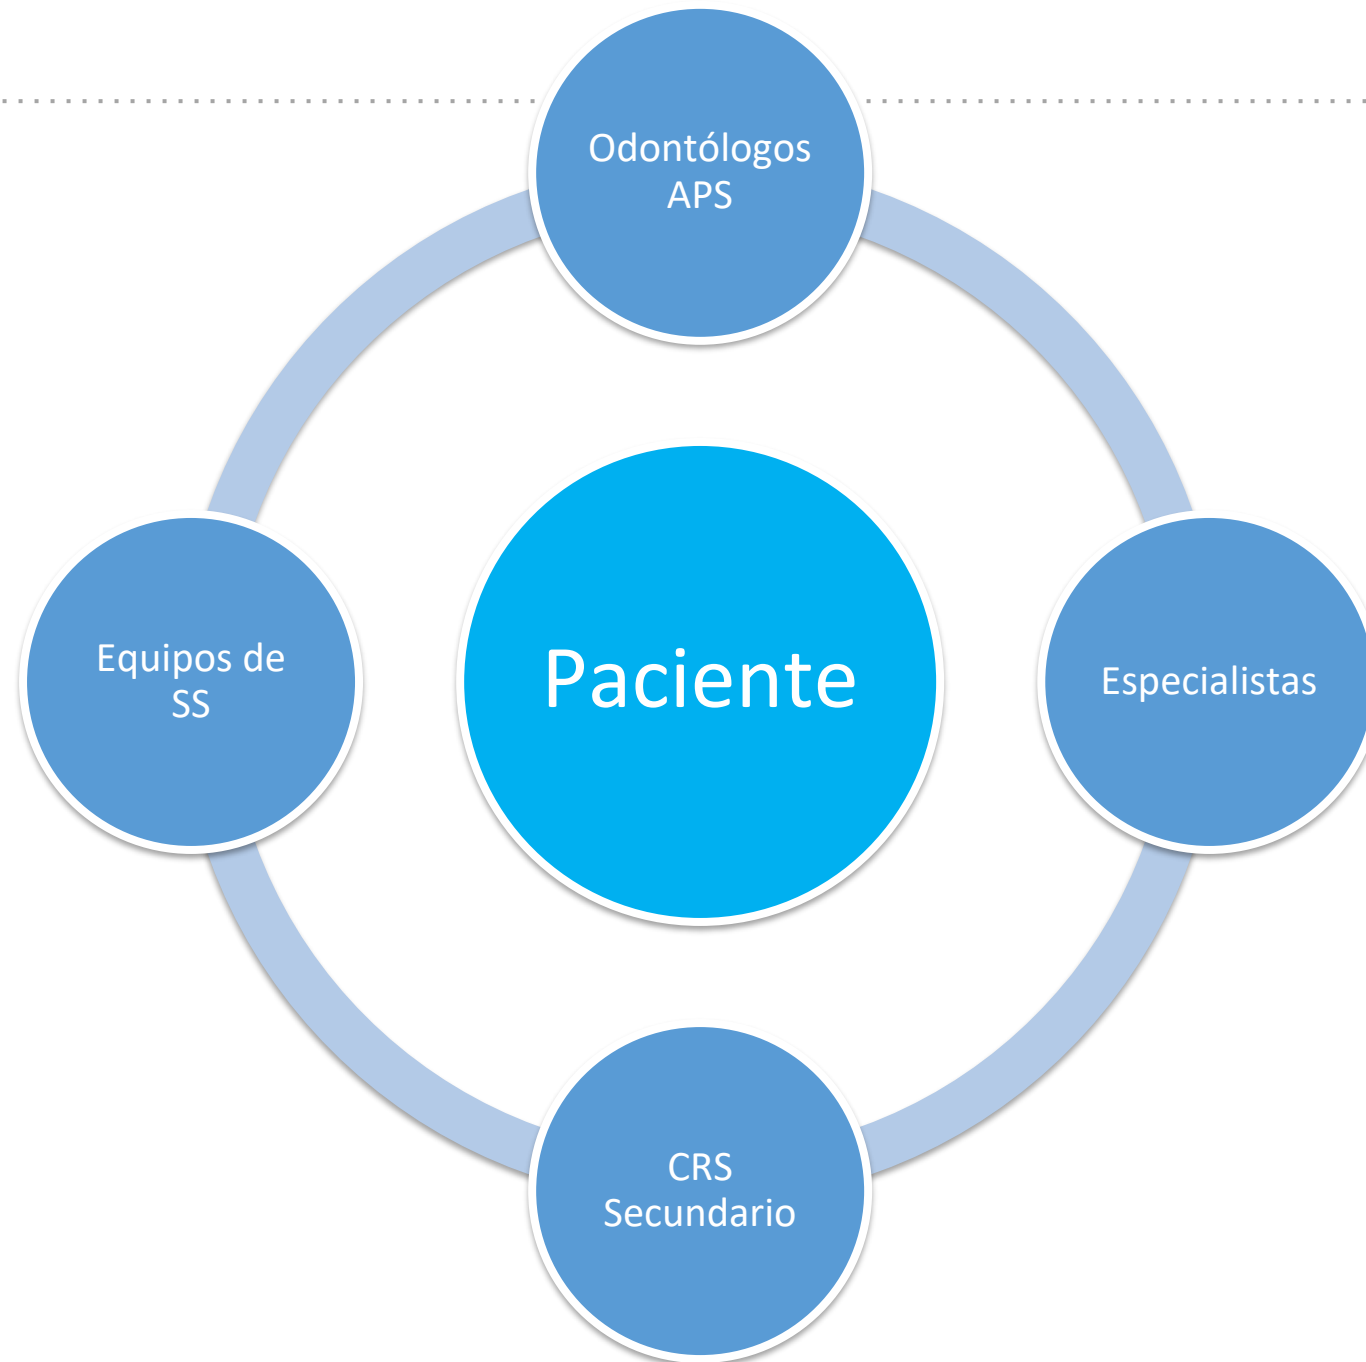 Odontólogos
APS
Equipos de
SS
Paciente
Especialistas
CRS
Secundario